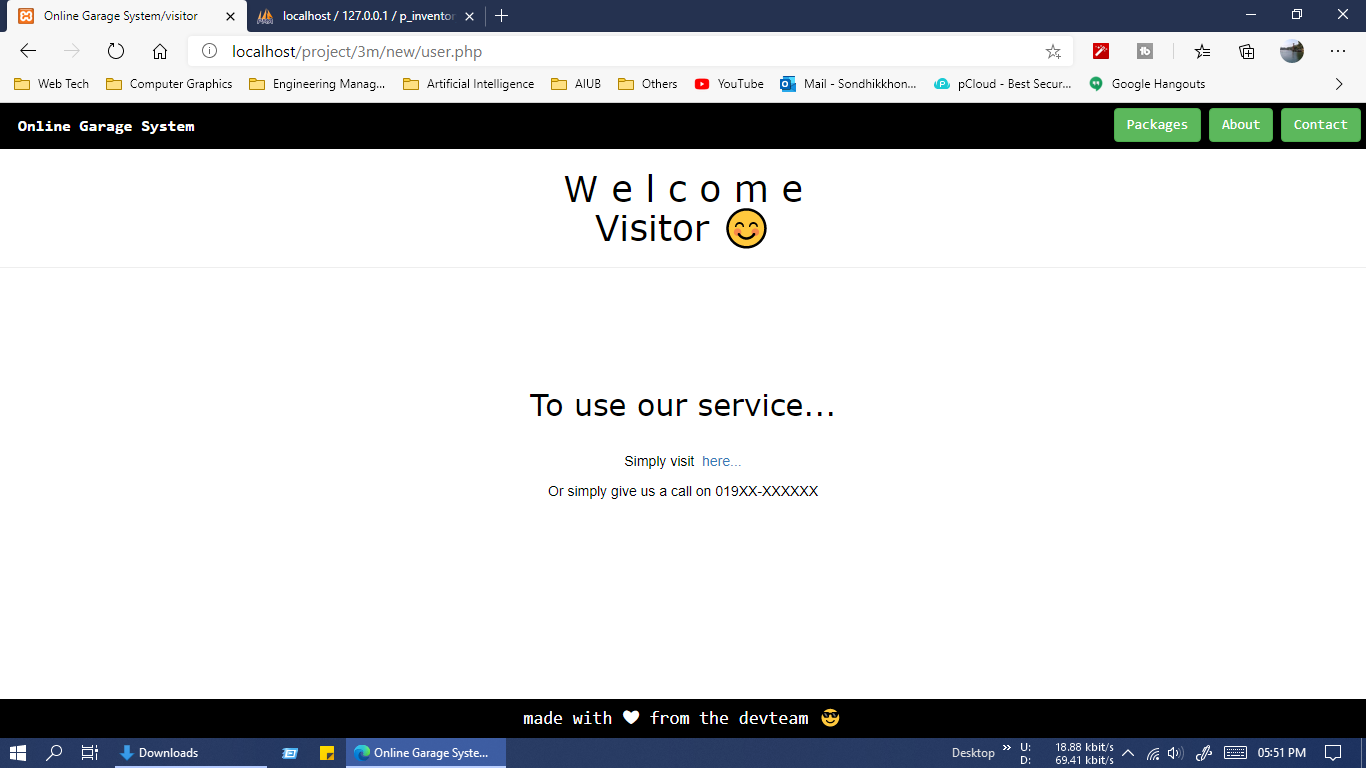 Online Garage System/visitor
localhost / 127.0.0.1 / p_inventor
localhost/project/3m/new/user.php
Web Tech
Computer Graphics
Engineering Manag...
Artificial Intelligence
AIUB
Others
YouTube
Mail - Sondhikkhon...
pCloud - Best Secur...
Google Hangouts
Online Garage System
Packages
About
Contact
W e l c o m e
Visitor 😊
To use our service...
Simply visit here...
Or simply give us a call on 019XX-XXXXXX
made with 🤍 from the devteam 😎
Downloads
Online Garage Syste...
Desktop
U: 18.88 kbit/s
D: 69.41 kbit/s
05:51 PM